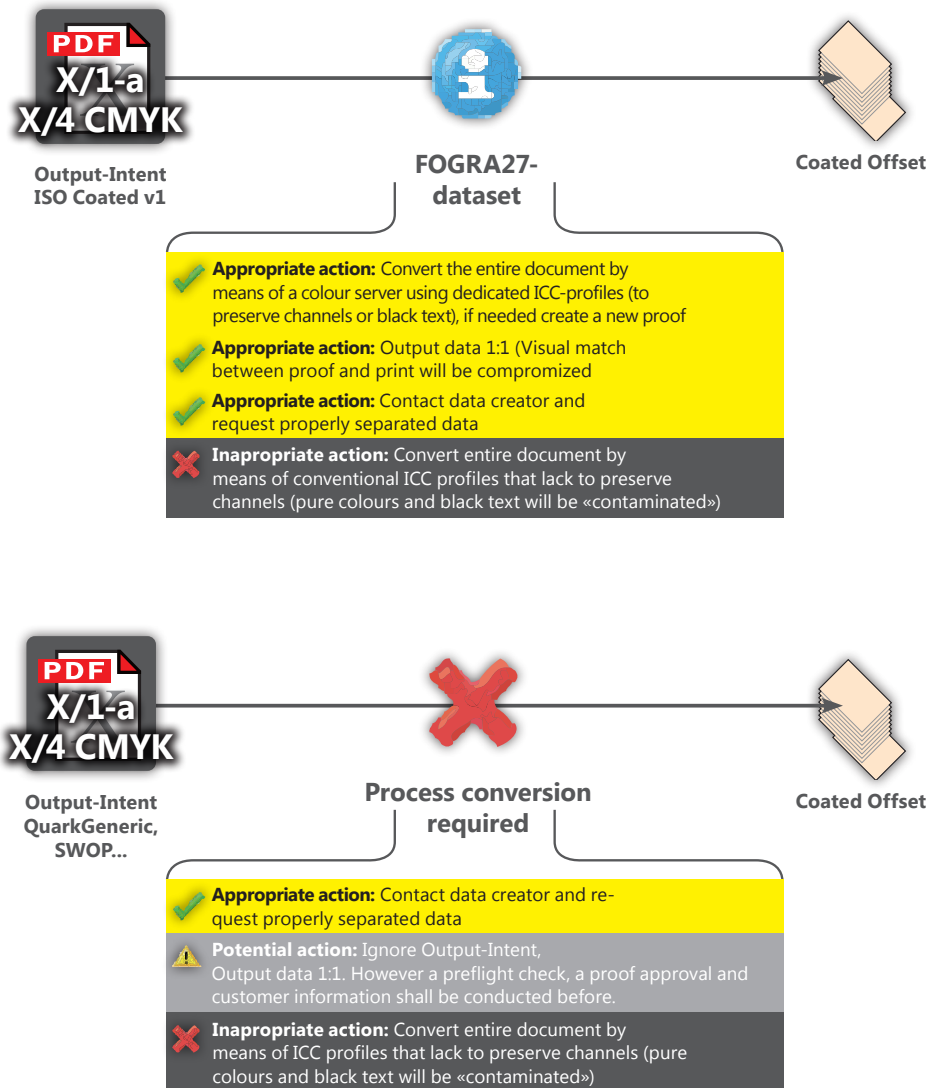 PDF
X/1-a
X/4 CMYK
Output-Intent
ISO Coated v1
FOGRA27-
dataset
Coated Offset
Appropriate action: Convert the entire document by
means of a colour server using dedicated ICC-profiles (to
preserve channels or black text), if needed create a new proof
Appropriate action: Output data 1:1 (Visual match
between proof and print will be compromized
Appropriate action: Contact data creator and
request properly separated data
Inapropriate action: Convert entire document by
means of conventional ICC profiles that lack to preserve
channels (pure colours and black text will be «contaminated»)
PDF
X/1-a
X/4 CMYK
Output-Intent
QuarkGeneric,
SWOP...
Process conversion
required
Coated Offset
Appropriate action: Contact data creator and re-
quest properly separated data
Potential action: Ignore Output-Intent,
Output data 1:1. However a preflight check, a proof approval and
customer information shall be conducted before.
Inapropriate action: Convert entire document by
means of ICC profiles that lack to preserve channels (pure
colours and black text will be «contaminated»)